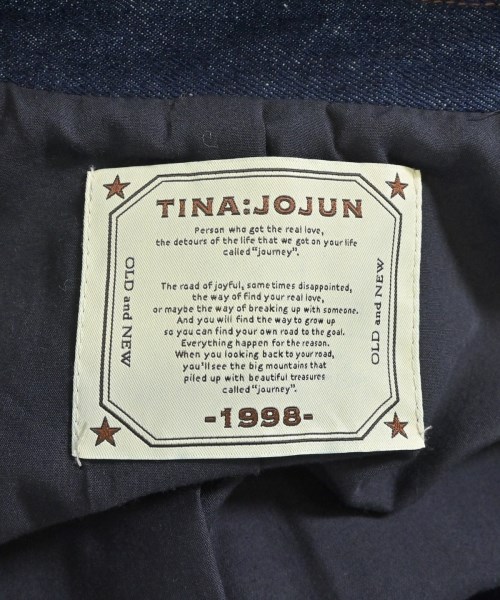 TINA:JOJUN
Person who got the real love,
the detours of the life that we got on your life
called "journey".
The road of joyful, sometimes disappointed,
the way of find your real love,
or maybe the way of breaking up with someone.
And you will find the way to grow up
so you can find your own road to the goal.
Everything happen for the reason.
When you looking back to your road,
you'll see the big mountains that
piled up with beautiful treasures
called "journey".
-1998-
OLD and NEW
OLD and NEW